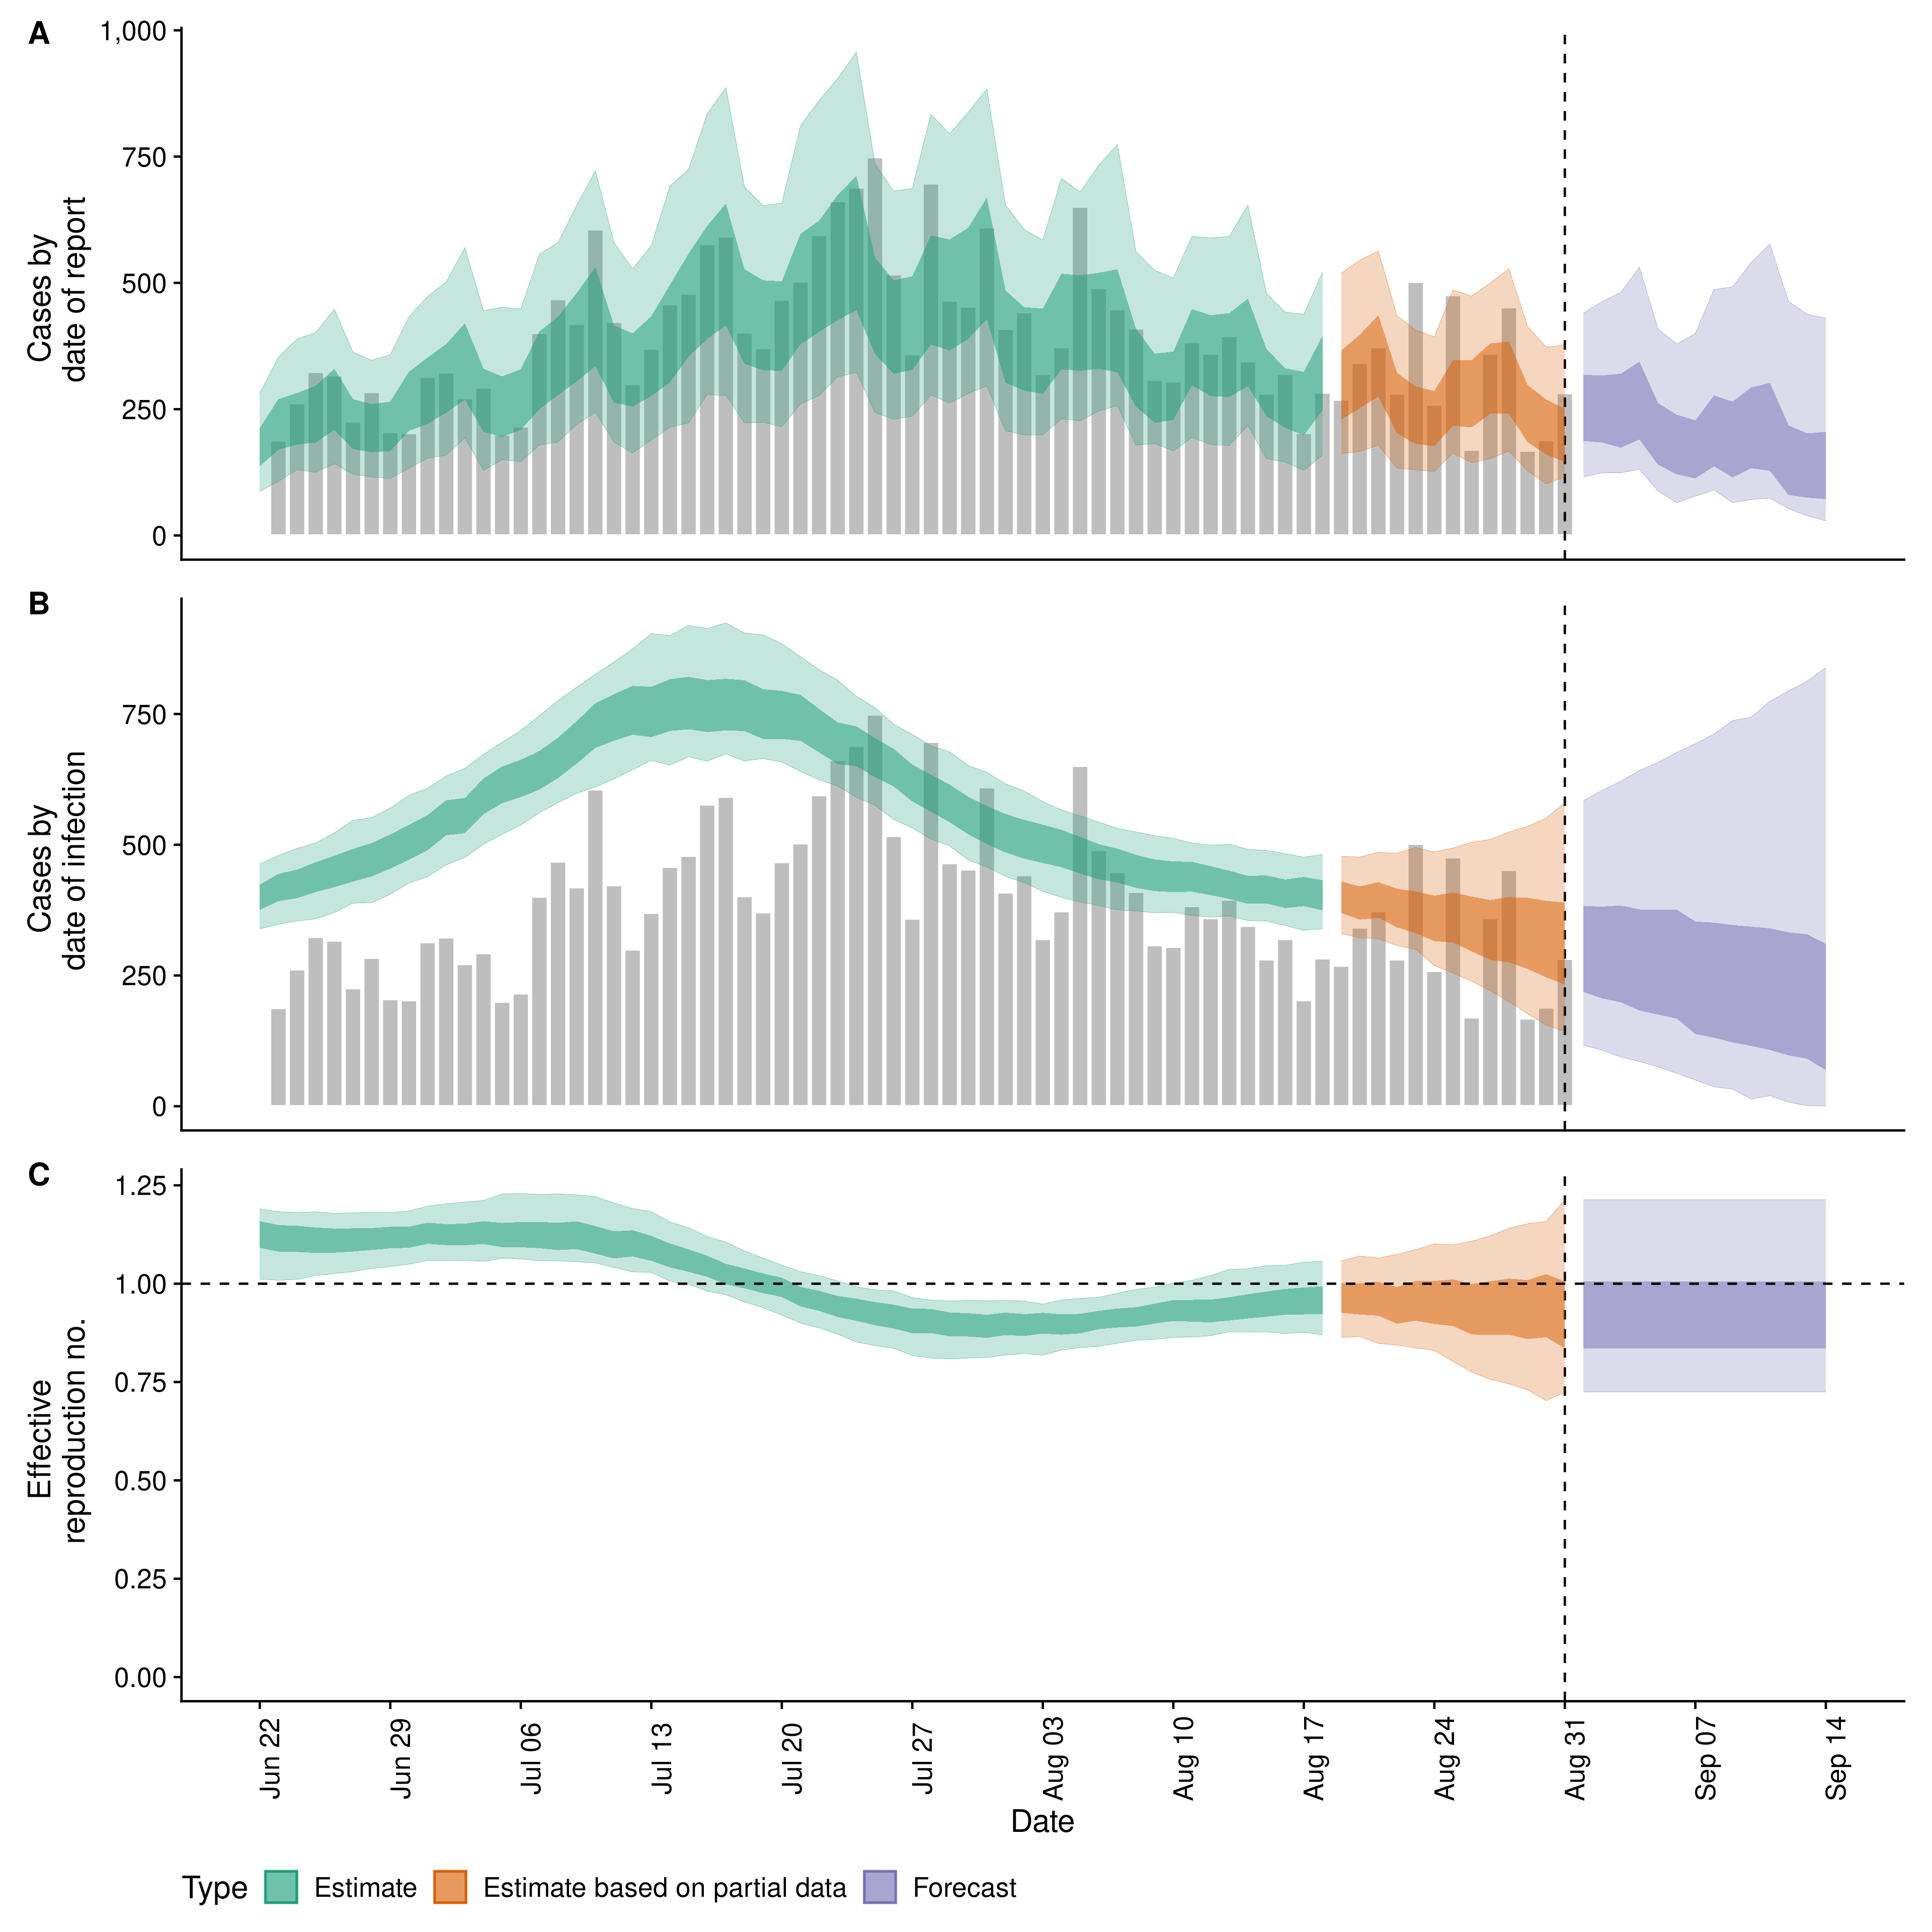 A
Cases by
date of report
1,000
750
500
250
0
B
Cases by
date of infection
750
500
250
0
C
Effective
reproduction no.
1.25
1.00
0.75
0.50
0.25
0.00
Jun 22
Jun 29
Jul 06
Jul 13
Jul 20
Jul 27
Aug 03
Aug 10
Aug 17
Aug 24
Aug 31
Sep 07
Sep 14
Date
Type Estimate Estimate based on partial data Forecast